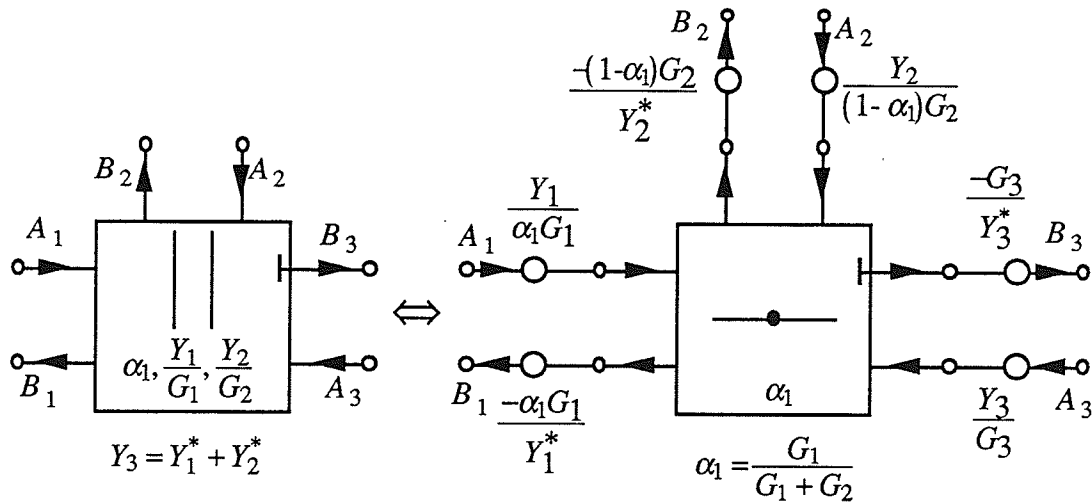 B₂ A₂
-(1-α₁)G₂ / Y₂*
Y₂ / (1-α₁)G₂
B₂ A₂
A₁ B₃
Y₁ / α₁G₁
A₁
-G₃ / Y₃*
B₃
⇔
α₁, Y₁/G₁, Y₂/G₂
B₁ A₃
B₁
-α₁G₁ / Y₁*
α₁
Y₃ / G₃
A₃
Y₃ = Y₁* + Y₂*
α₁ = G₁ / (G₁ + G₂)